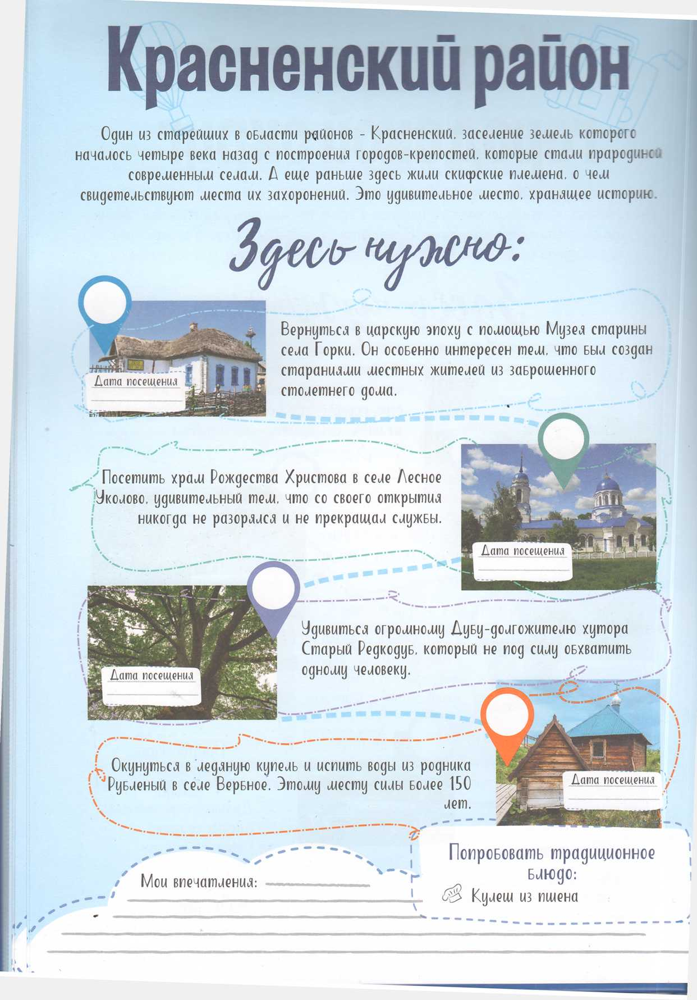 Красненский район
Один из старейших в области районов - Красненский, заселение земель которого
началось четыре века назад с построения городов-крепостей, которые стали прародиной
современным селам. А еще раньше здесь жили скифские племена, о чем
свидетельствуют места их захоронений. Это удивительное место, хранящее историю.
Здесь нужно:
Вернуться в царскую эпоху с помощью Музея старины
села Горки. Он особенно интересен тем, что был создан
стараниями местных жителей из заброшенного
столетнего дома.
Дата посещения
Посетить храм Рождества Христова в селе Лесное
Уколово, удивительный тем, что со своего открытия
никогда не разорялся и не прекращал службы.
Дата посещения
Удивиться огромному Дубу-долгожителю хутора
Старый Редкодуб, который не под силу обхватить
одному человеку.
Дата посещения
Окунуться в ледяную купель и испить воды из родника
Рубленый в селе Вербное. Этому месту силы более 150
лет.
Дата посещения
Попробовать традиционное
блюдо:
Кулеш из пшена
Мои впечатления: